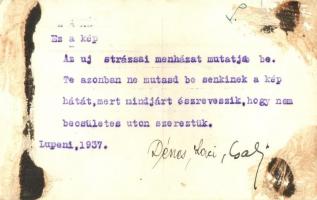 Ez a kép
Az uj strázsai menházat mutatja be.
Te azonban ne mutasd be senkinek a kép
hátát,mert mindjárt észreveszik,hogy nem
becsületes uton szereztük.
Lupeni,1937.
Dénes, Laci,